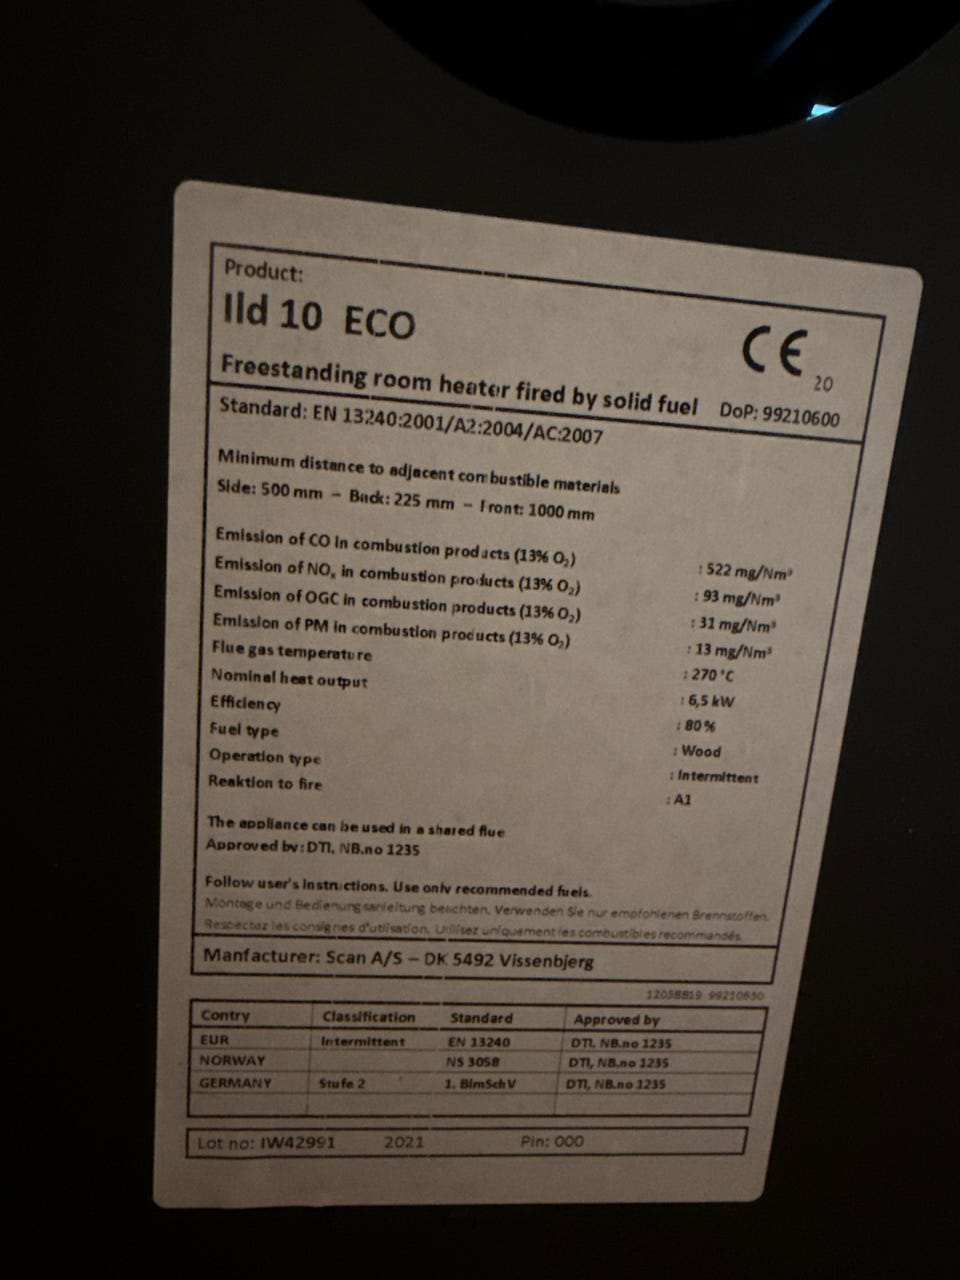 Product:
Ild 10 ECO
CE 20
Freestanding room heater fired by solid fuel DoP: 99210600
Standard: EN 13240:2001/A2:2004/AC:2007
Minimum distance to adjacent combustible materials
Side: 500 mm – Back: 225 mm – Front: 1000 mm
Emission of CO in combustion products (13% O₂) : 522 mg/Nm³
Emission of NOₓ in combustion products (13% O₂) : 93 mg/Nm³
Emission of OGC in combustion products (13% O₂) : 31 mg/Nm³
Emission of PM in combustion products (13% O₂) : 13 mg/Nm³
Flue gas temperature : 270 °C
Nominal heat output : 6,5 kW
Efficiency : 80 %
Fuel type : Wood
Operation type : Intermittent
Reaktion to fire : A1
The appliance can be used in a shared flue
Approved by: DTI, NB.no 1235
Follow user's instructions. Use only recommended fuels.
Montage und Bedienungsanleitung beachten. Verwenden Sie nur empfohlenen Brennstoffen.
Respectez les consignes d'utlisation. Utilisez uniquement les combustibles recommandés.
Manfacturer: Scan A/S – DK 5492 Vissenbjerg
12058819 99210650
Contry Classification Standard Approved by
EUR Intermittent EN 13240 DTI, NB.no 1235
NORWAY NS 3058 DTI, NB.no 1235
GERMANY Stufe 2 1. BImSchV DTI, NB.no 1235
Lot no: IW42991 2021 Pin: 000